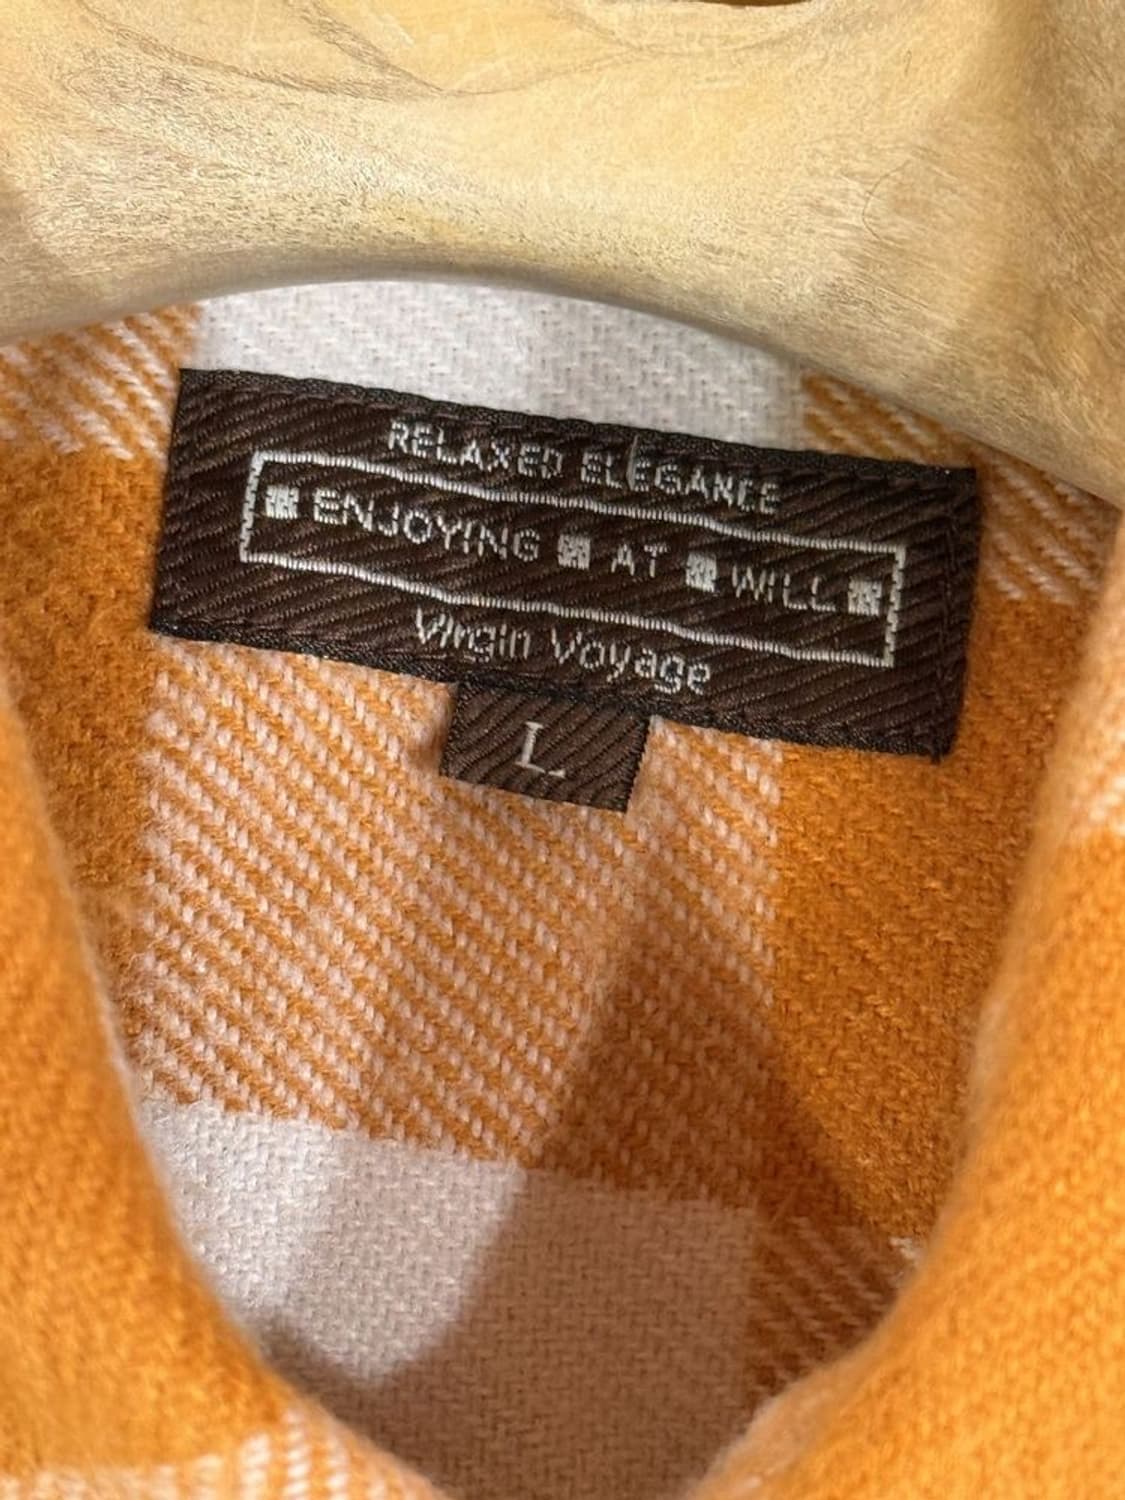 RELAXED ELEGANCE
ENJOYING AT WILL
Virgin Voyage
L